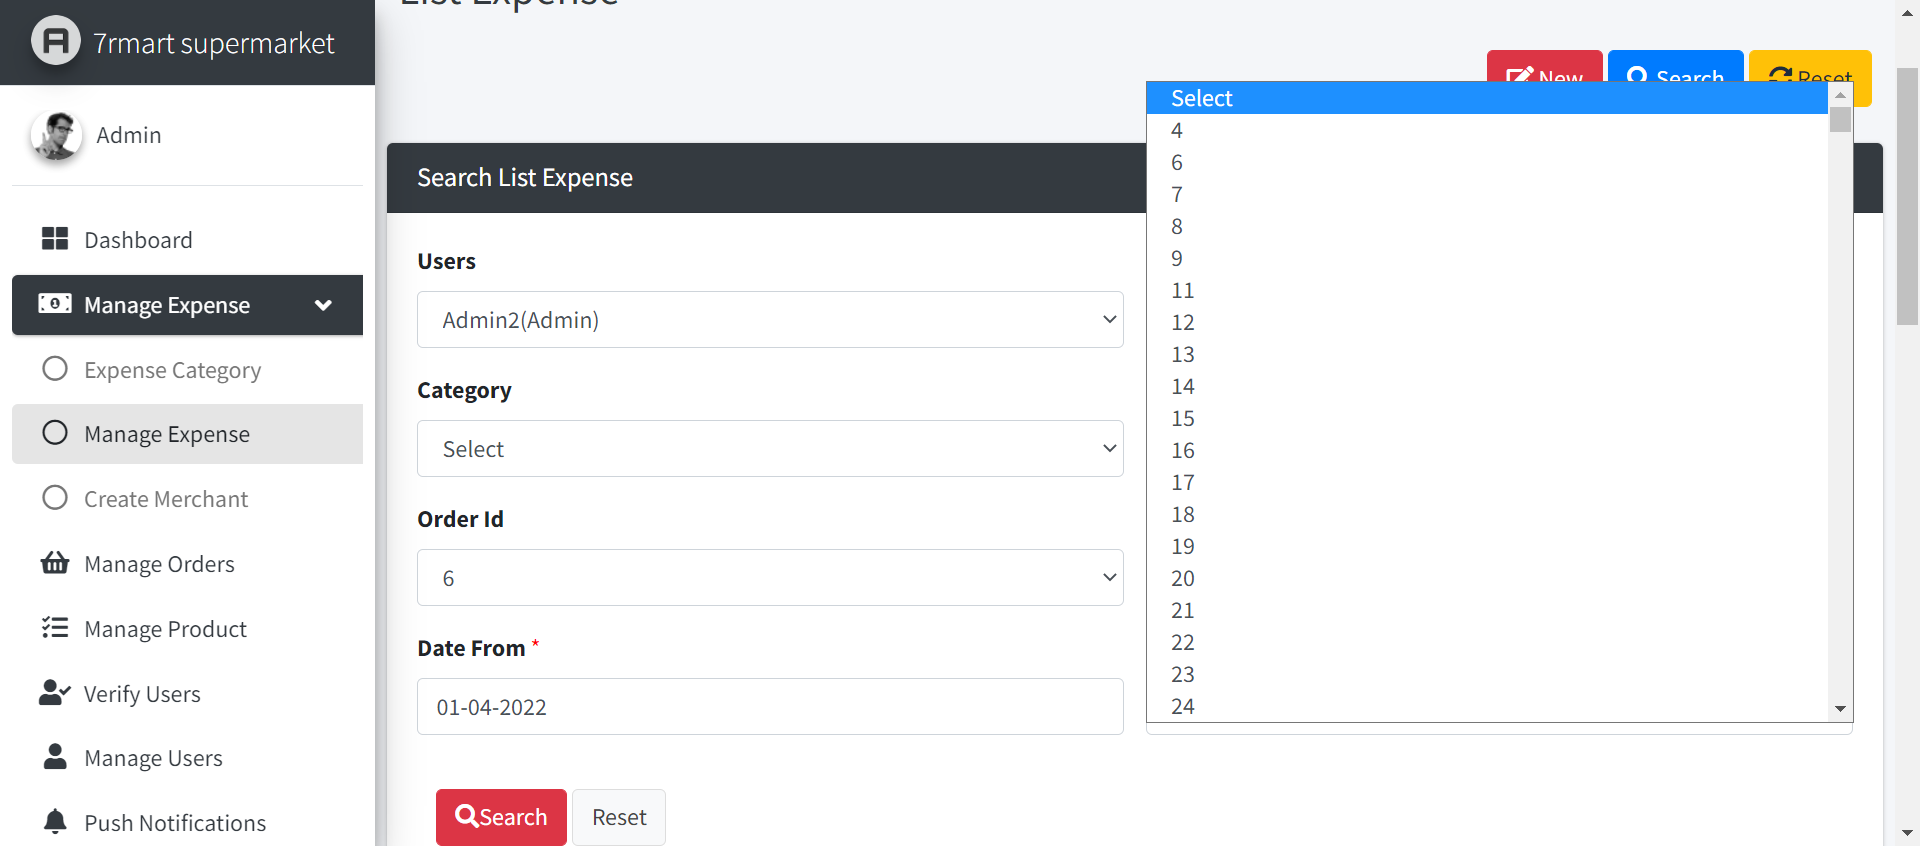 7rmart supermarket
Admin
Dashboard
Manage Expense
Expense Category
Manage Expense
Create Merchant
Manage Orders
Manage Product
Verify Users
Manage Users
Push Notifications
List Expense
New
Search
Reset
Search List Expense
Users
Admin2(Admin)
Category
Select
Order Id
6
Date From *
01-04-2022
Search
Reset
Select
4
6
7
8
9
11
12
13
14
15
16
17
18
19
20
21
22
23
24